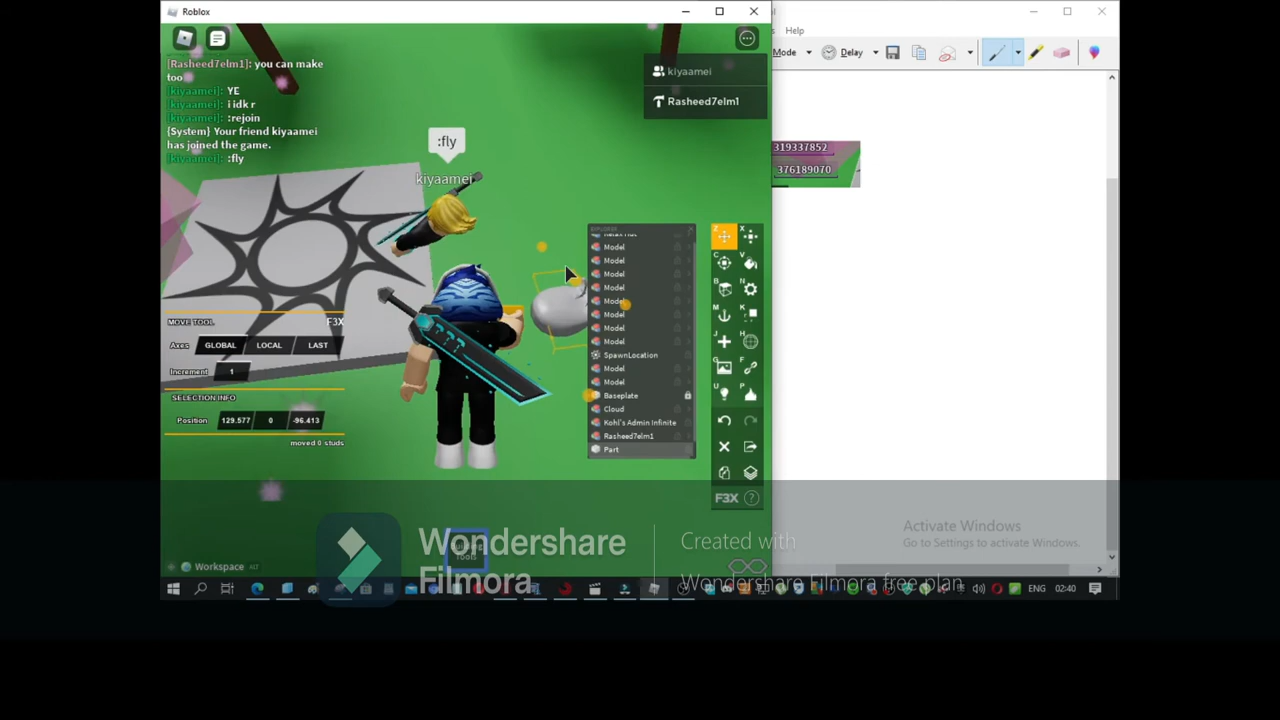 Roblox
[Rasheed7elm1]: you can make
too
[kiyaamei]: YE
[kiyaamei]: i idk r
[kiyaamei]: :rejoin
{System} Your friend kiyaamei
has joined the game.
[kiyaamei]: :fly
:fly
kiyaamei
kiyaamei
Rasheed7elm1
Help
Mode
Delay
319337852
376189070
MOVE TOOL F3X
Axes GLOBAL LOCAL LAST
Increment 1
SELECTION INFO
Position 129.577 0 -96.413
moved 0 studs
EXPLORER
Model
Model
Model
Model
Model
Model
Model
Model
SpawnLocation
Model
Model
Baseplate
Cloud
Kohl's Admin Infinite
Rasheed7elm1
Part
Z X
C V
B N
M K
J H
G F
U P
F3X ?
Workspace ALT
Tools
Wondershare
Filmora
Created with
Wondershare Filmora free plan
Activate Windows
Go to Settings to activate Windows.
ENG 02:40